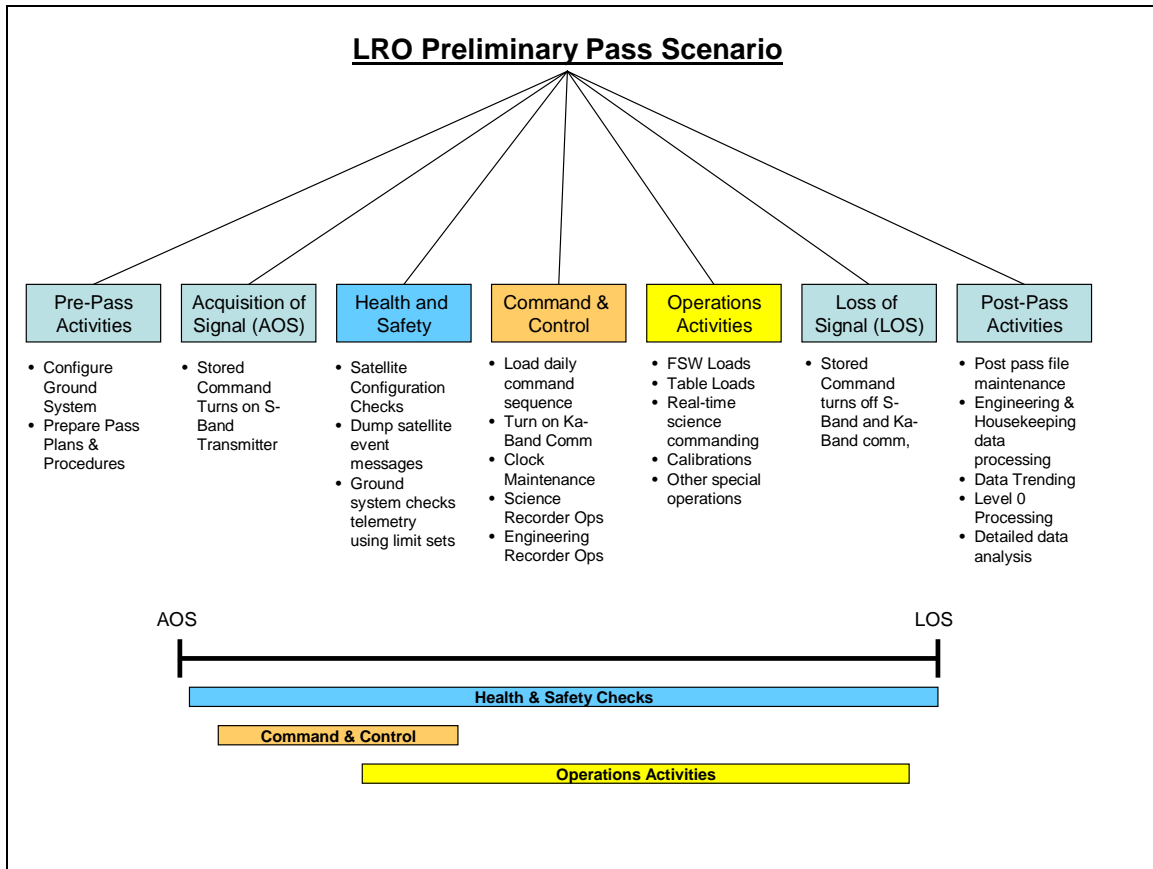 LRO Preliminary Pass Scenario
Pre-Pass
Activities
• Configure
Ground
System
• Prepare Pass
Plans &
Procedures
Acquisition of
Signal (AOS)
• Stored
Command
Turns on S-
Band
Transmitter
Health and
Safety
• Satellite
Configuration
Checks
• Dump satellite
event
messages
• Ground
system checks
telemetry
using limit sets
Command &
Control
• Load daily
command
sequence
• Turn on Ka-
Band Comm
• Clock
Maintenance
• Science
Recorder Ops
• Engineering
Recorder Ops
Operations
Activities
• FSW Loads
• Table Loads
• Real-time
science
commanding
• Calibrations
• Other special
operations
Loss of
Signal (LOS)
• Stored
Command
turns off S-
Band and Ka-
Band comm,
Post-Pass
Activities
• Post pass file
maintenance
• Engineering &
Housekeeping
data
processing
• Data Trending
• Level 0
Processing
• Detailed data
analysis
AOS
LOS
Health & Safety Checks
Command & Control
Operations Activities